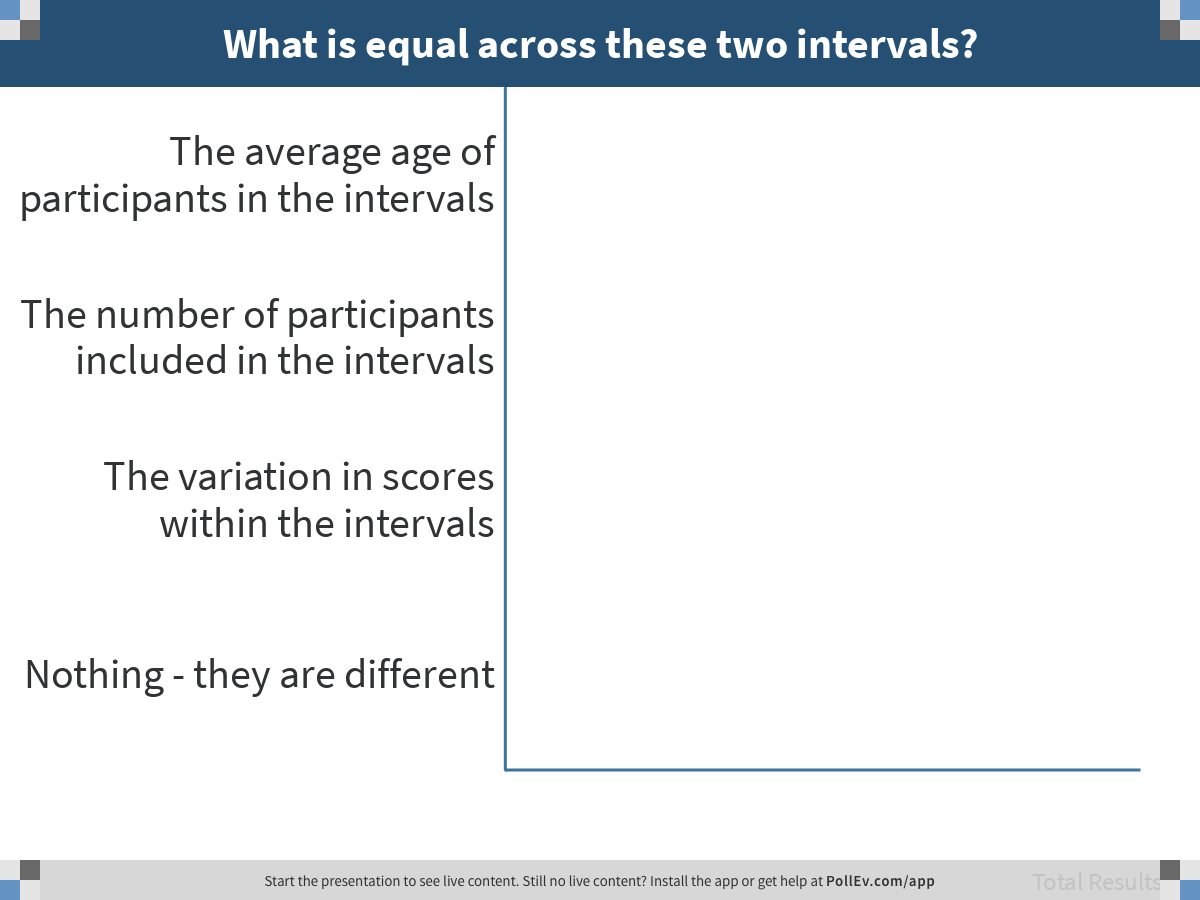 What is equal across these two intervals?
The average age of
participants in the intervals
The number of participants
included in the intervals
The variation in scores
within the intervals
Nothing - they are different
Start the presentation to see live content. Still no live content? Install the app or get help at PollEv.com/app
Total Results